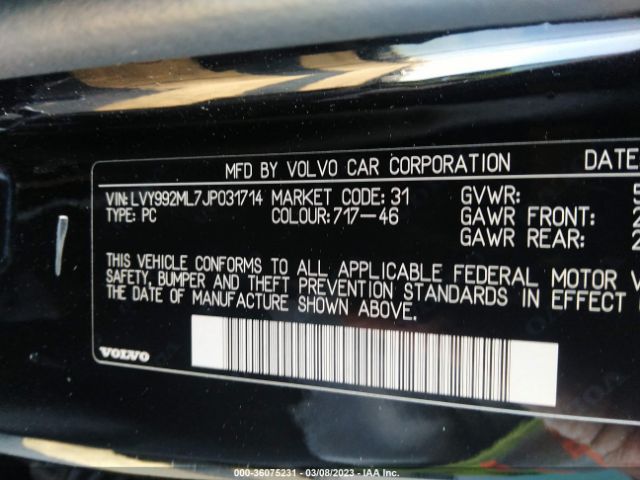 MFD BY VOLVO CAR CORPORATION DATE
VIN: LVY992ML7JP031714 MARKET CODE: 31 GVWR:
TYPE: PC COLOUR: 717-46 GAWR FRONT: 2
GAWR REAR: 2
THIS VEHICLE CONFORMS TO ALL APPLICABLE FEDERAL MOTOR V
SAFETY, BUMPER AND THEFT PREVENTION STANDARDS IN EFFECT
THE DATE OF MANUFACTURE SHOWN ABOVE.
VOLVO
000-36075231 - 03/08/2023 - IAA Inc.